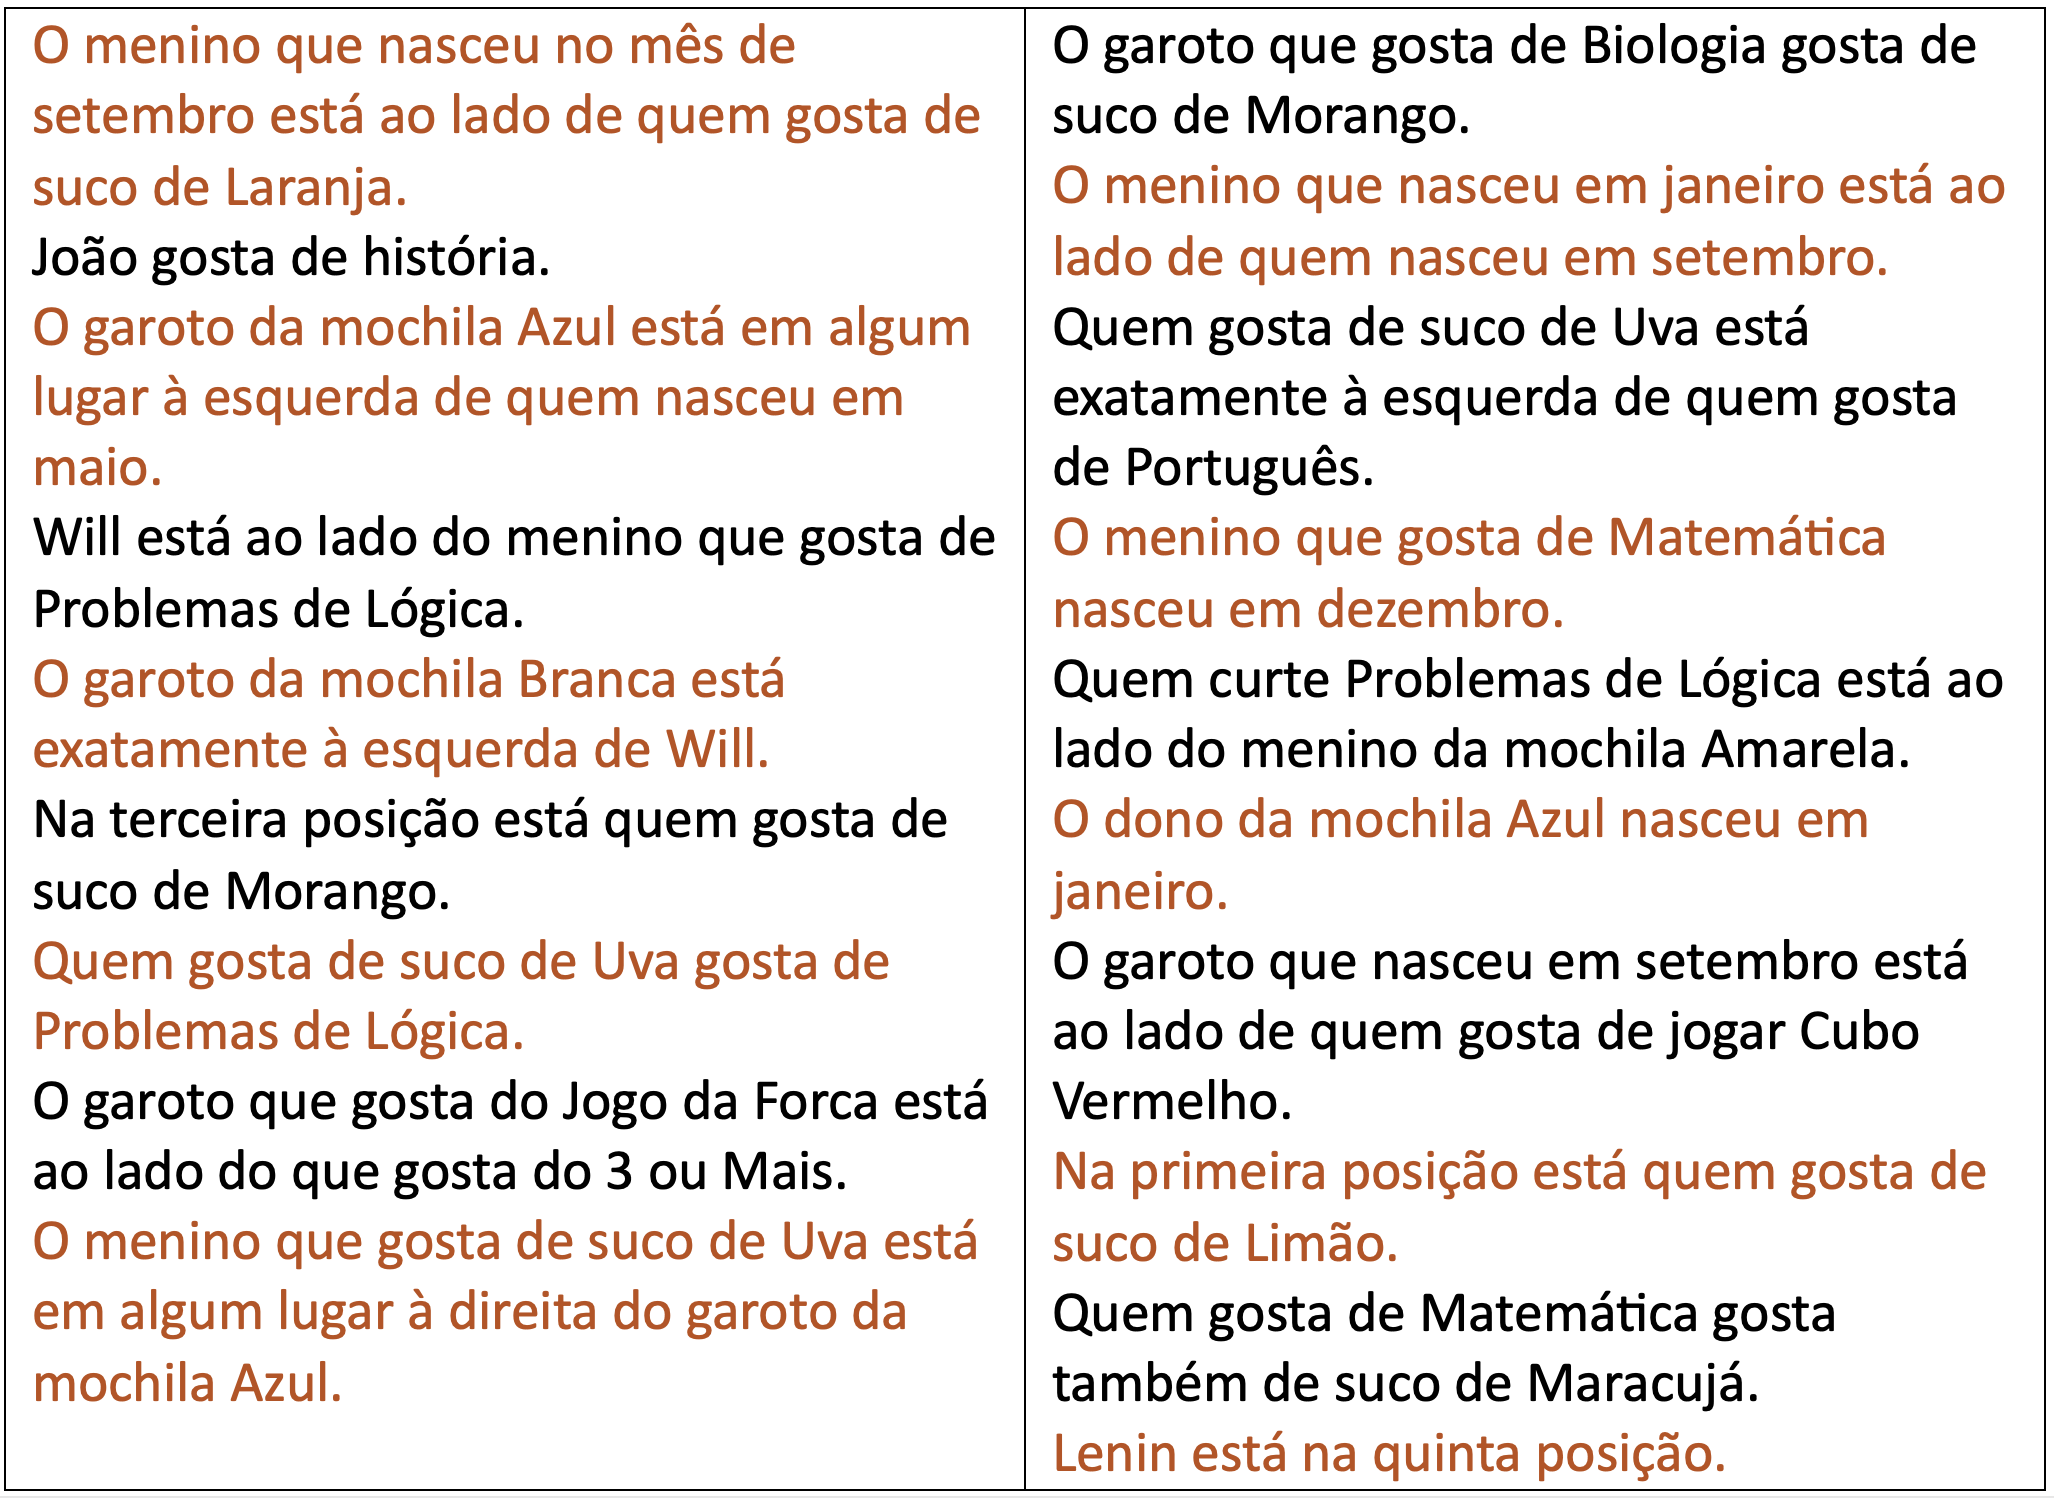 O menino que nasceu no mês de
setembro está ao lado de quem gosta de
suco de Laranja.
João gosta de história.
O garoto da mochila Azul está em algum
lugar à esquerda de quem nasceu em
maio.
Will está ao lado do menino que gosta de
Problemas de Lógica.
O garoto da mochila Branca está
exatamente à esquerda de Will.
Na terceira posição está quem gosta de
suco de Morango.
Quem gosta de suco de Uva gosta de
Problemas de Lógica.
O garoto que gosta do Jogo da Forca está
ao lado do que gosta do 3 ou Mais.
O menino que gosta de suco de Uva está
em algum lugar à direita do garoto da
mochila Azul.
O garoto que gosta de Biologia gosta de
suco de Morango.
O menino que nasceu em janeiro está ao
lado de quem nasceu em setembro.
Quem gosta de suco de Uva está
exatamente à esquerda de quem gosta
de Português.
O menino que gosta de Matemática
nasceu em dezembro.
Quem curte Problemas de Lógica está ao
lado do menino da mochila Amarela.
O dono da mochila Azul nasceu em
janeiro.
O garoto que nasceu em setembro está
ao lado de quem gosta de jogar Cubo
Vermelho.
Na primeira posição está quem gosta de
suco de Limão.
Quem gosta de Matemática gosta
também de suco de Maracujá.
Lenin está na quinta posição.